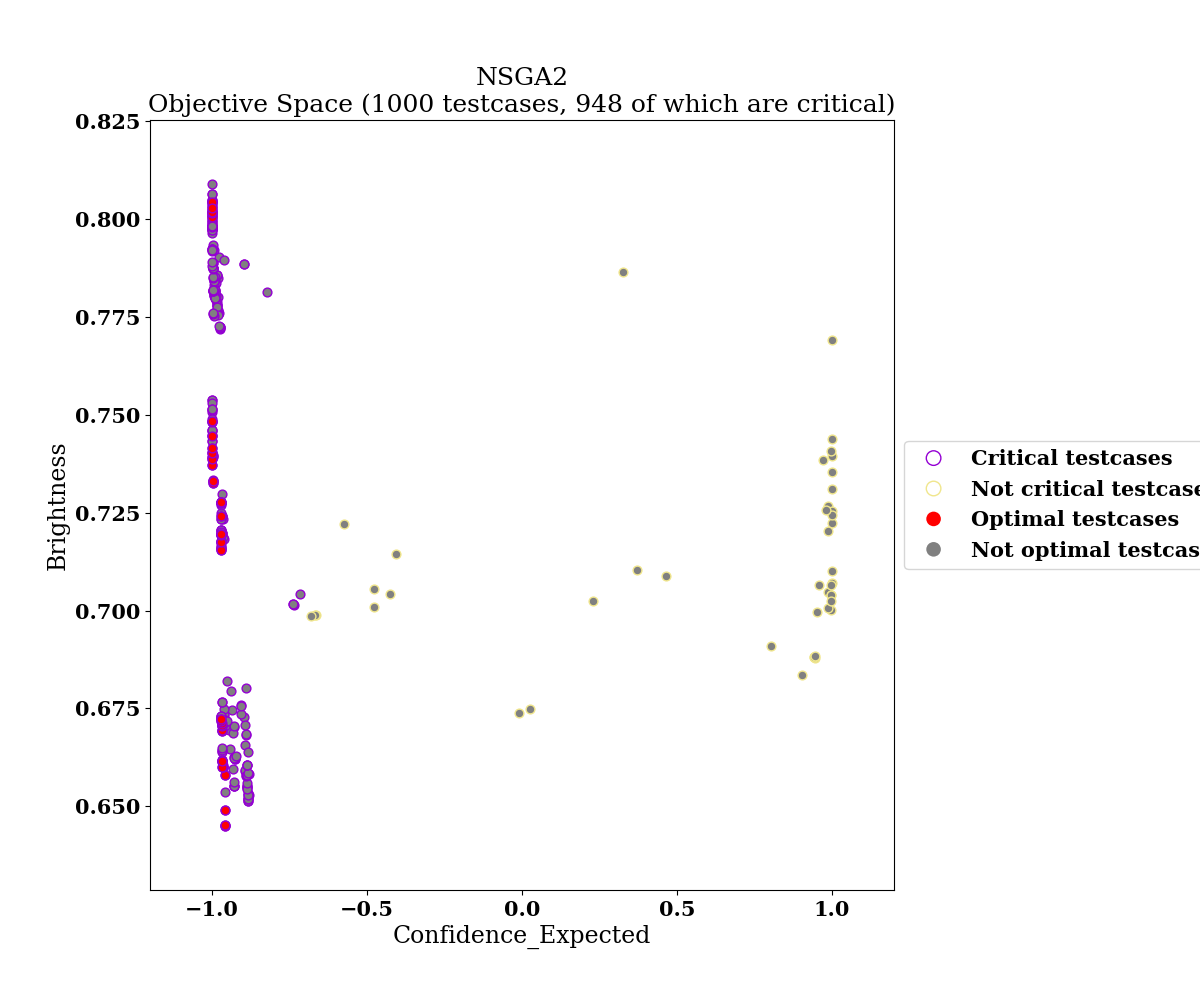 NSGA2
Objective Space (1000 testcases, 948 of which are critical)
0.825
0.800
0.775
0.750
0.725
0.700
0.675
0.650
Brightness
−1.0
−0.5
0.0
0.5
1.0
Confidence_Expected
Critical testcases
Not critical testcase
Optimal testcases
Not optimal testcas